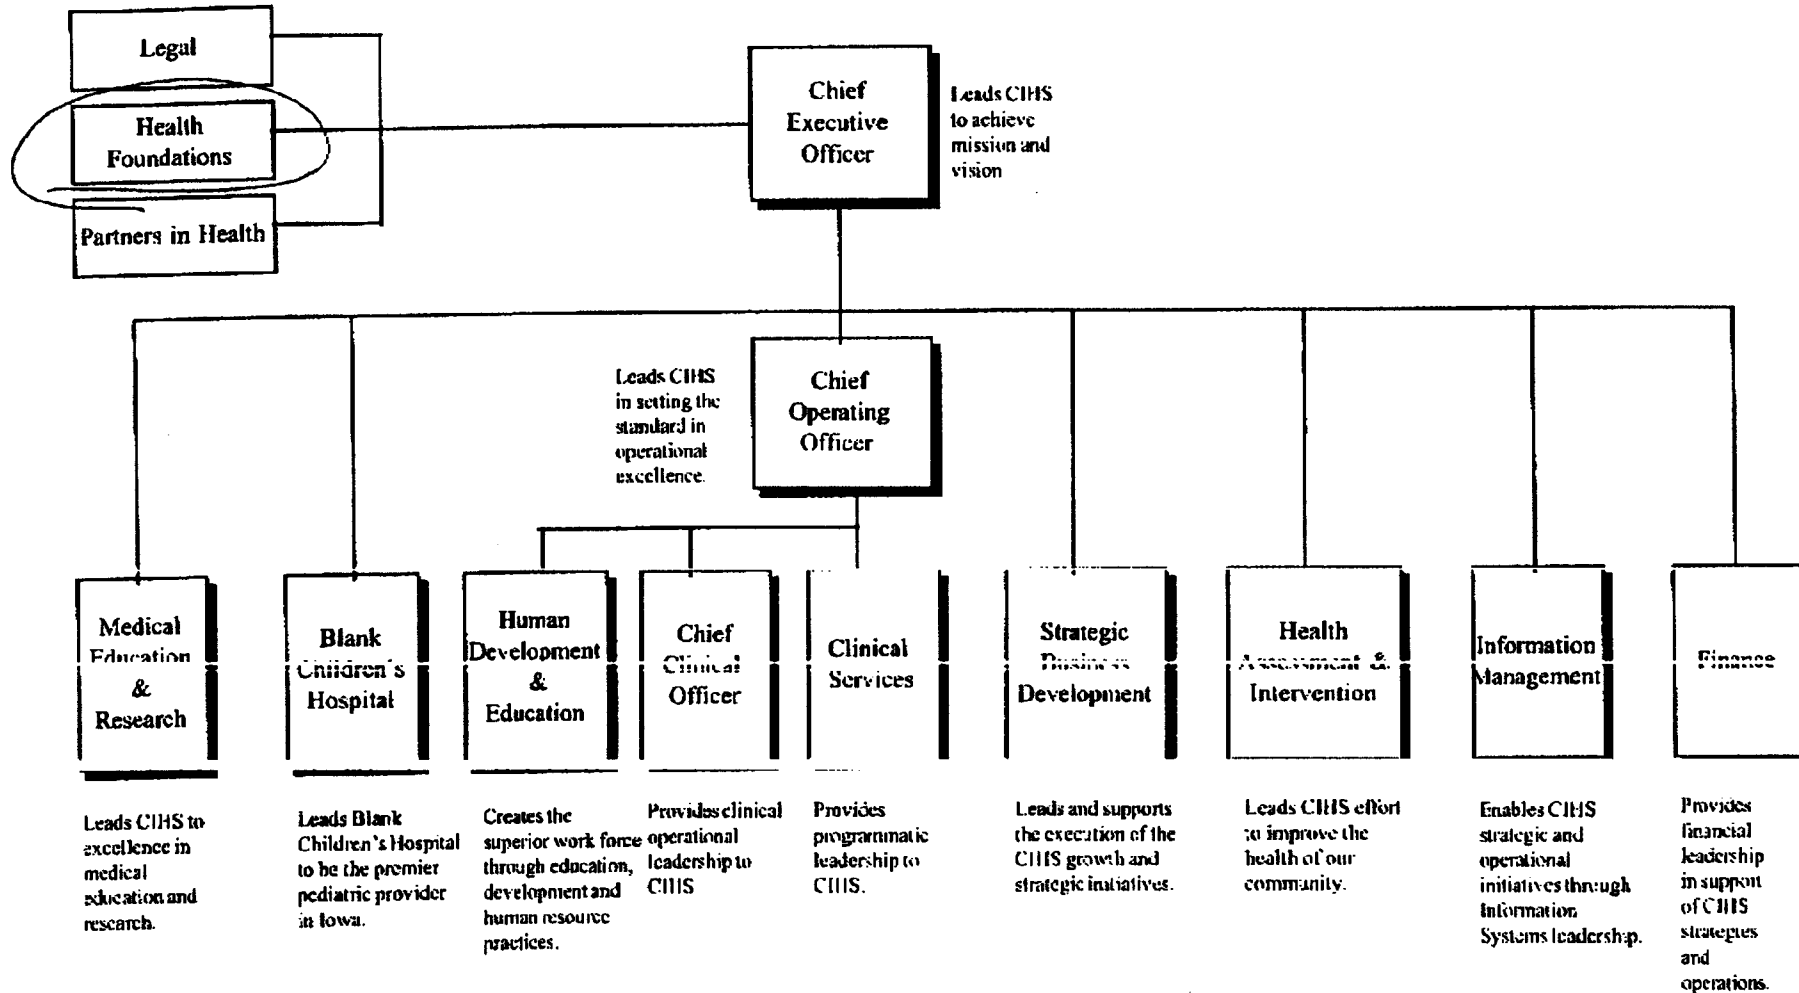 Legal
Health
Foundations
Partners in Health
Chief
Executive
Officer
Leads CIHS
to achieve
mission and
vision
Leads CIHS
in setting the
standard in
operational
excellence.
Chief
Operating
Officer
Medical
Education
&
Research
Blank
Children's
Hospital
Human
Development
&
Education
Chief
Clinical
Officer
Clinical
Services
Strategic
Business
Development
Health
Assessment &
Intervention
Information
Management
Finance
Leads CIHS to
excellence in
medical
education and
research.
Leads Blank
Children's Hospital
to be the premier
pediatric provider
in Iowa.
Creates the
superior work force
through education,
development and
human resource
practices.
Provides clinical
operational
leadership to
CIHS
Provides
programmatic
leadership to
CIHS.
Leads and supports
the execution of the
CIHS growth and
strategic initiatives.
Leads CIHS effort
to improve the
health of our
community.
Enables CIHS
strategic and
operational
initiatives through
Information
Systems leadership.
Provides
financial
leadership
in support
of CIHS
strategies
and
operations.